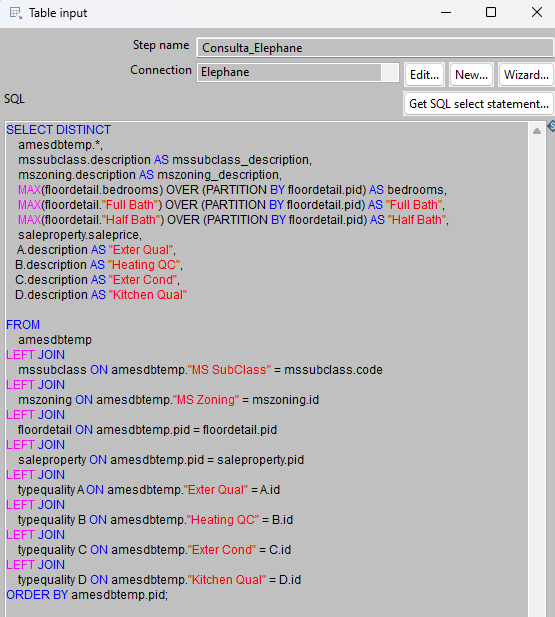 Table input
Step name Consulta_Elephane
Connection Elephane Edit... New... Wizard...
SQL Get SQL select statement...
SELECT DISTINCT
amesdbtemp.*,
mssubclass.description AS mssubclass_description,
mszoning.description AS mszoning_description,
MAX(floordetail.bedrooms) OVER (PARTITION BY floordetail.pid) AS bedrooms,
MAX(floordetail."Full Bath") OVER (PARTITION BY floordetail.pid) AS "Full Bath",
MAX(floordetail."Half Bath") OVER (PARTITION BY floordetail.pid) AS "Half Bath",
saleproperty.saleprice,
A.description AS "Exter Qual",
B.description AS "Heating QC",
C.description AS "Exter Cond",
D.description AS "Kitchen Qual"
FROM
amesdbtemp
LEFT JOIN
mssubclass ON amesdbtemp."MS SubClass" = mssubclass.code
LEFT JOIN
mszoning ON amesdbtemp."MS Zoning" = mszoning.id
LEFT JOIN
floordetail ON amesdbtemp.pid = floordetail.pid
LEFT JOIN
saleproperty ON amesdbtemp.pid = saleproperty.pid
LEFT JOIN
typequality A ON amesdbtemp."Exter Qual" = A.id
LEFT JOIN
typequality B ON amesdbtemp."Heating QC" = B.id
LEFT JOIN
typequality C ON amesdbtemp."Exter Cond" = C.id
LEFT JOIN
typequality D ON amesdbtemp."Kitchen Qual" = D.id
ORDER BY amesdbtemp.pid;